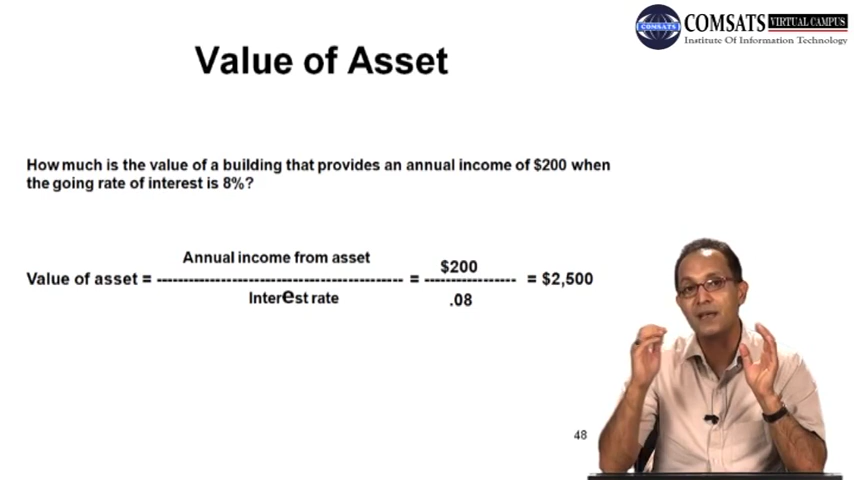 COMSATS VIRTUAL CAMPUS
COMSATS
Institute Of Information Technology
Value of Asset
How much is the value of a building that provides an annual income of $200 when
the going rate of interest is 8%?
Annual income from asset
$200
Value of asset = ------------------------------------------------ = ------------------ = $2,500
Interest rate
.08
48